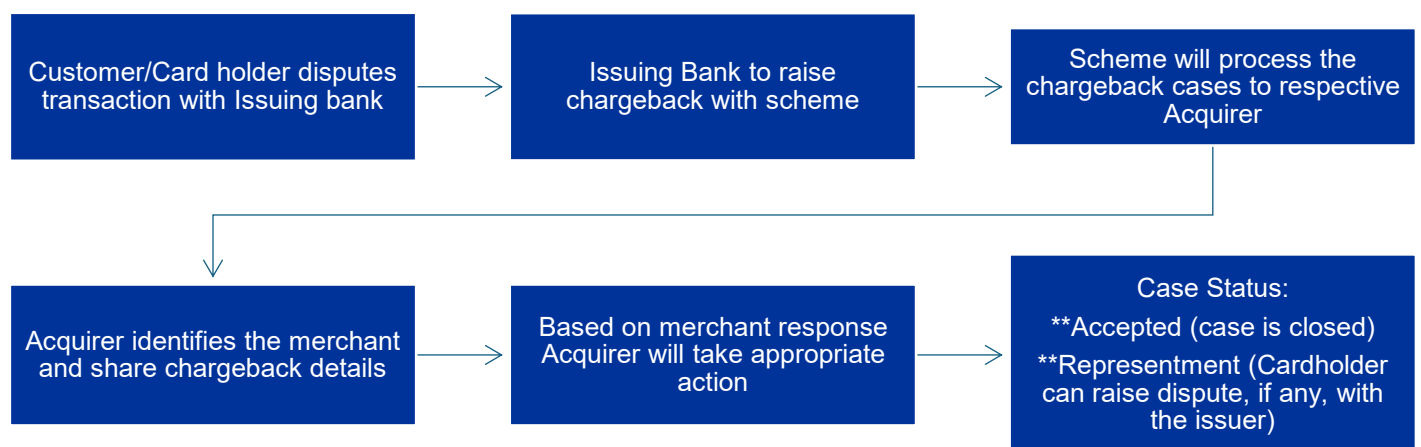 Customer/Card holder disputes
transaction with Issuing bank
Issuing Bank to raise
chargeback with scheme
Scheme will process the
chargeback cases to respective
Acquirer
Acquirer identifies the merchant
and share chargeback details
Based on merchant response
Acquirer will take appropriate
action
Case Status:
**Accepted (case is closed)
**Representment (Cardholder
can raise dispute, if any, with
the issuer)